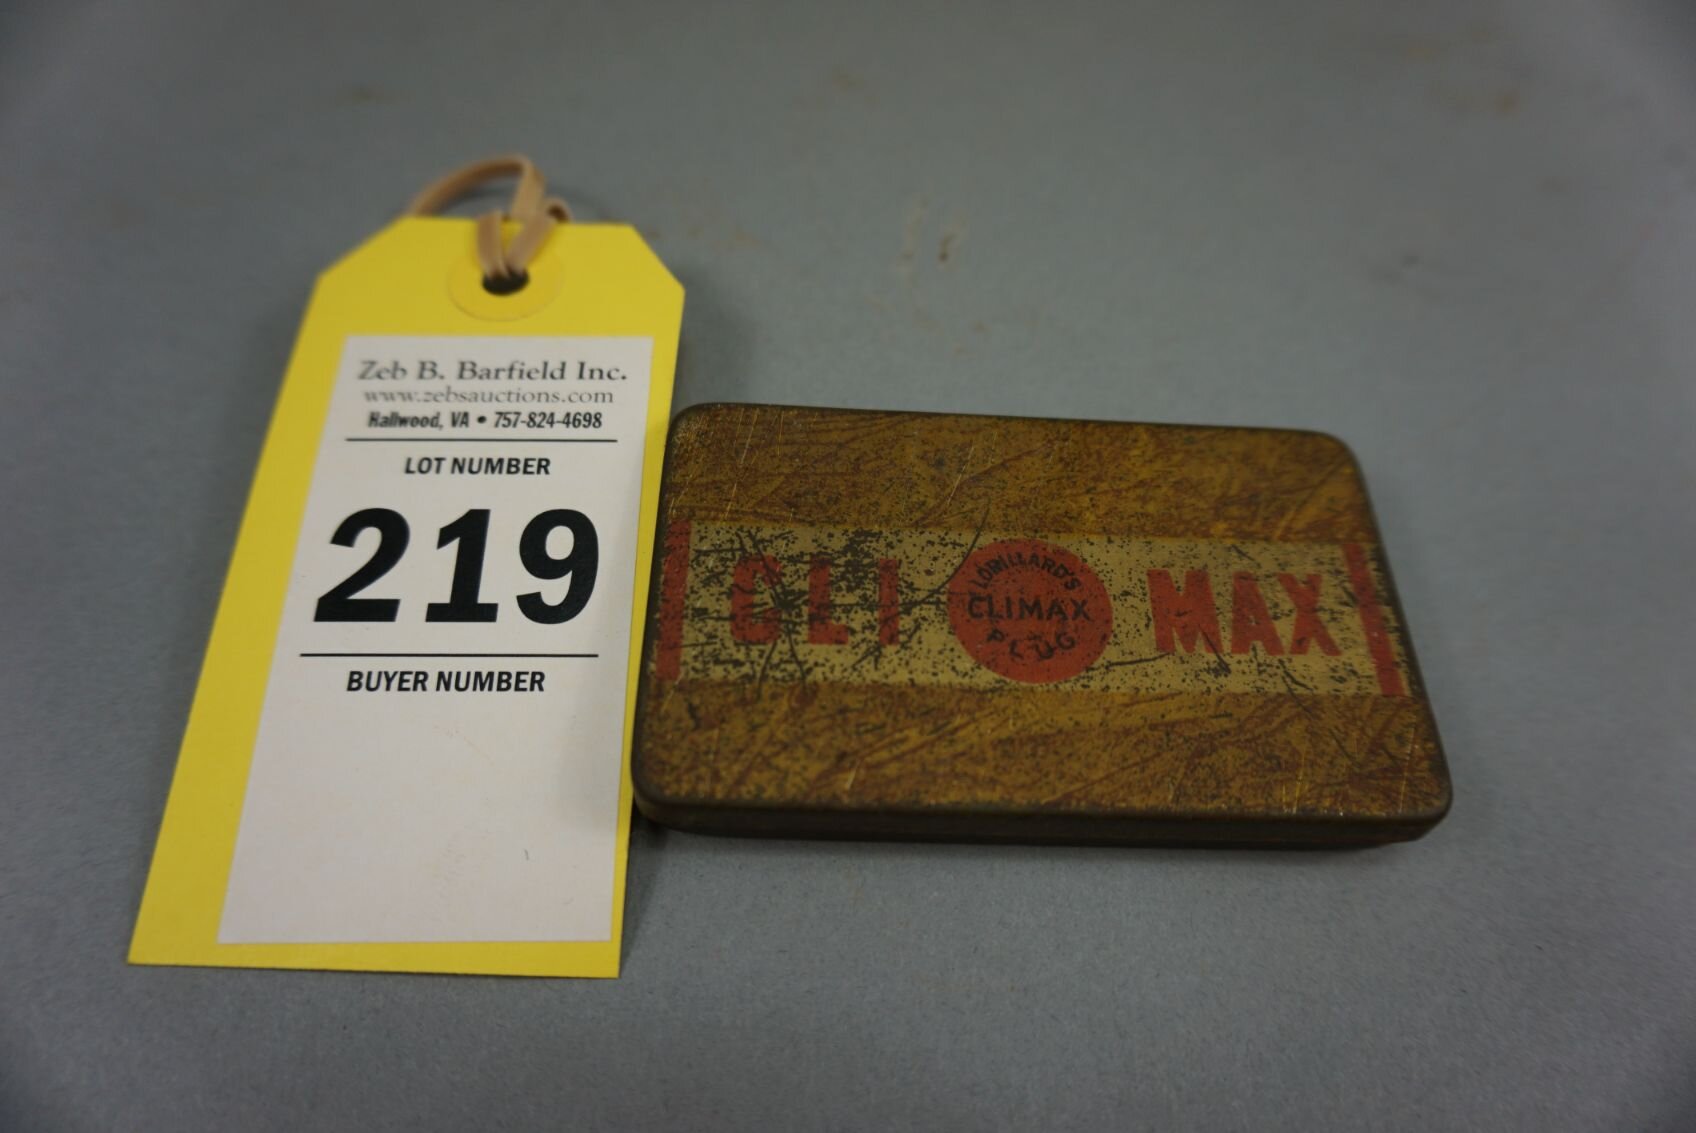 Zeb B. Barfield Inc.
www.zebsauctions.com
Hallwood, VA • 757-824-4698
LOT NUMBER
219
BUYER NUMBER
CLI MAX
LORILLARD'S
CLIMAX
PLUG